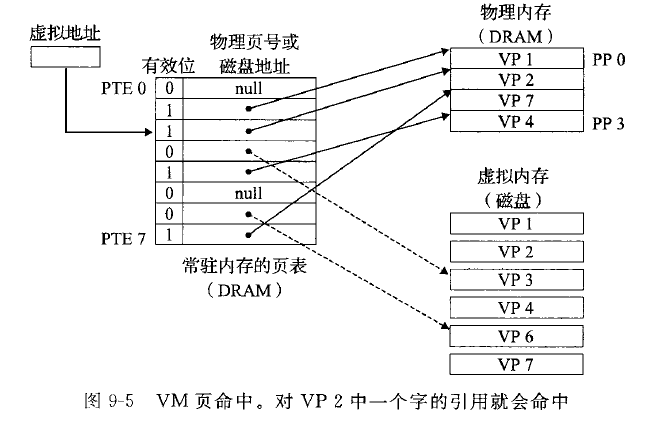 虚拟地址
物理页号或
有效位 磁盘地址
PTE 0 0 null
1
1
0
1
0 null
0
PTE 7 1
常驻内存的页表
（DRAM）
物理内存
（DRAM）
VP 1 PP 0
VP 2
VP 7
VP 4 PP 3
虚拟内存
（磁盘）
VP 1
VP 2
VP 3
VP 4
VP 6
VP 7
图 9-5 VM 页命中。对 VP 2 中一个字的引用就会命中